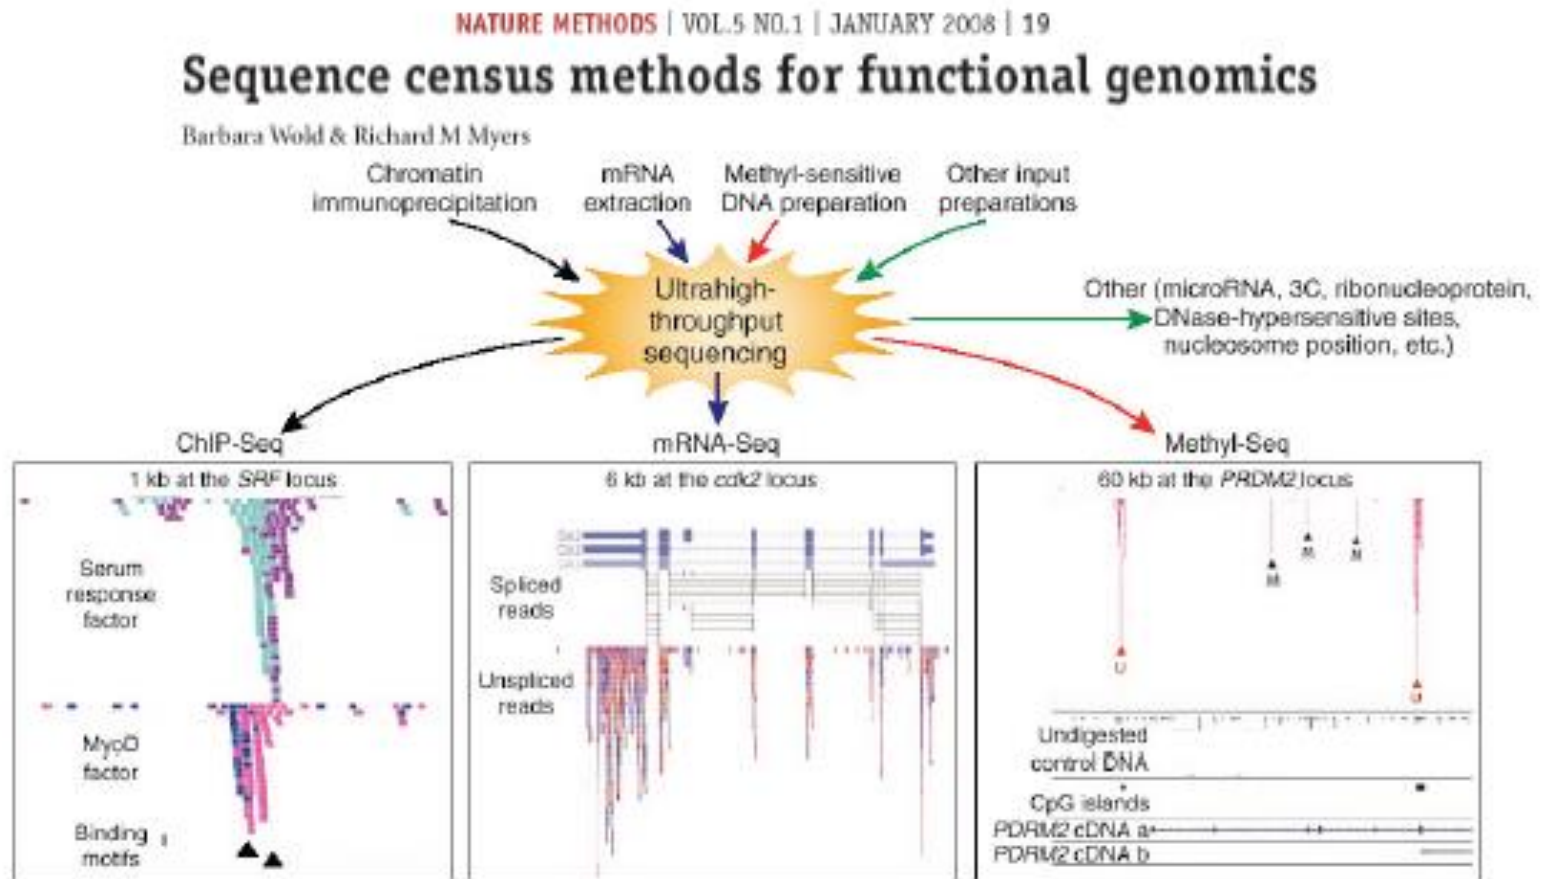 NATURE METHODS | VOL.5 NO.1 | JANUARY 2008 | 19
Sequence census methods for functional genomics
Barbara Wold & Richard M Myers
Chromatin
immunoprecipitation
mRNA
extraction
Methyl-sensitive
DNA preparation
Other input
preparations
Ultrahigh-
throughput
sequencing
Other (microRNA, 3C, ribonucleoprotein,
DNase-hypersensitive sites,
nucleosome position, etc.)
ChIP-Seq
1 kb at the SRF locus
Serum
response
factor
MyoD
factor
Binding
motifs
mRNA-Seq
6 kb at the cdk2 locus
Spliced
reads
Unspliced
reads
Methyl-Seq
60 kb at the PRDM2 locus
M
M
M
U
U
Undigested
control DNA
CpG islands
PDRM2 cDNA a
PDRM2 cDNA b